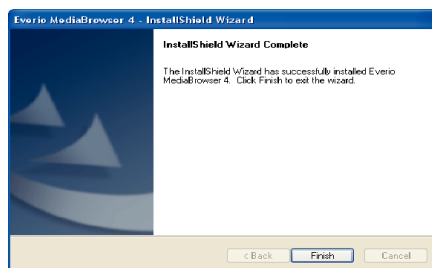 Everio MediaBrowser 4 - InstallShield Wizard
InstallShield Wizard Complete
The InstallShield Wizard has successfully installed Everio
MediaBrowser 4. Click Finish to exit the wizard.
< Back Finish Cancel